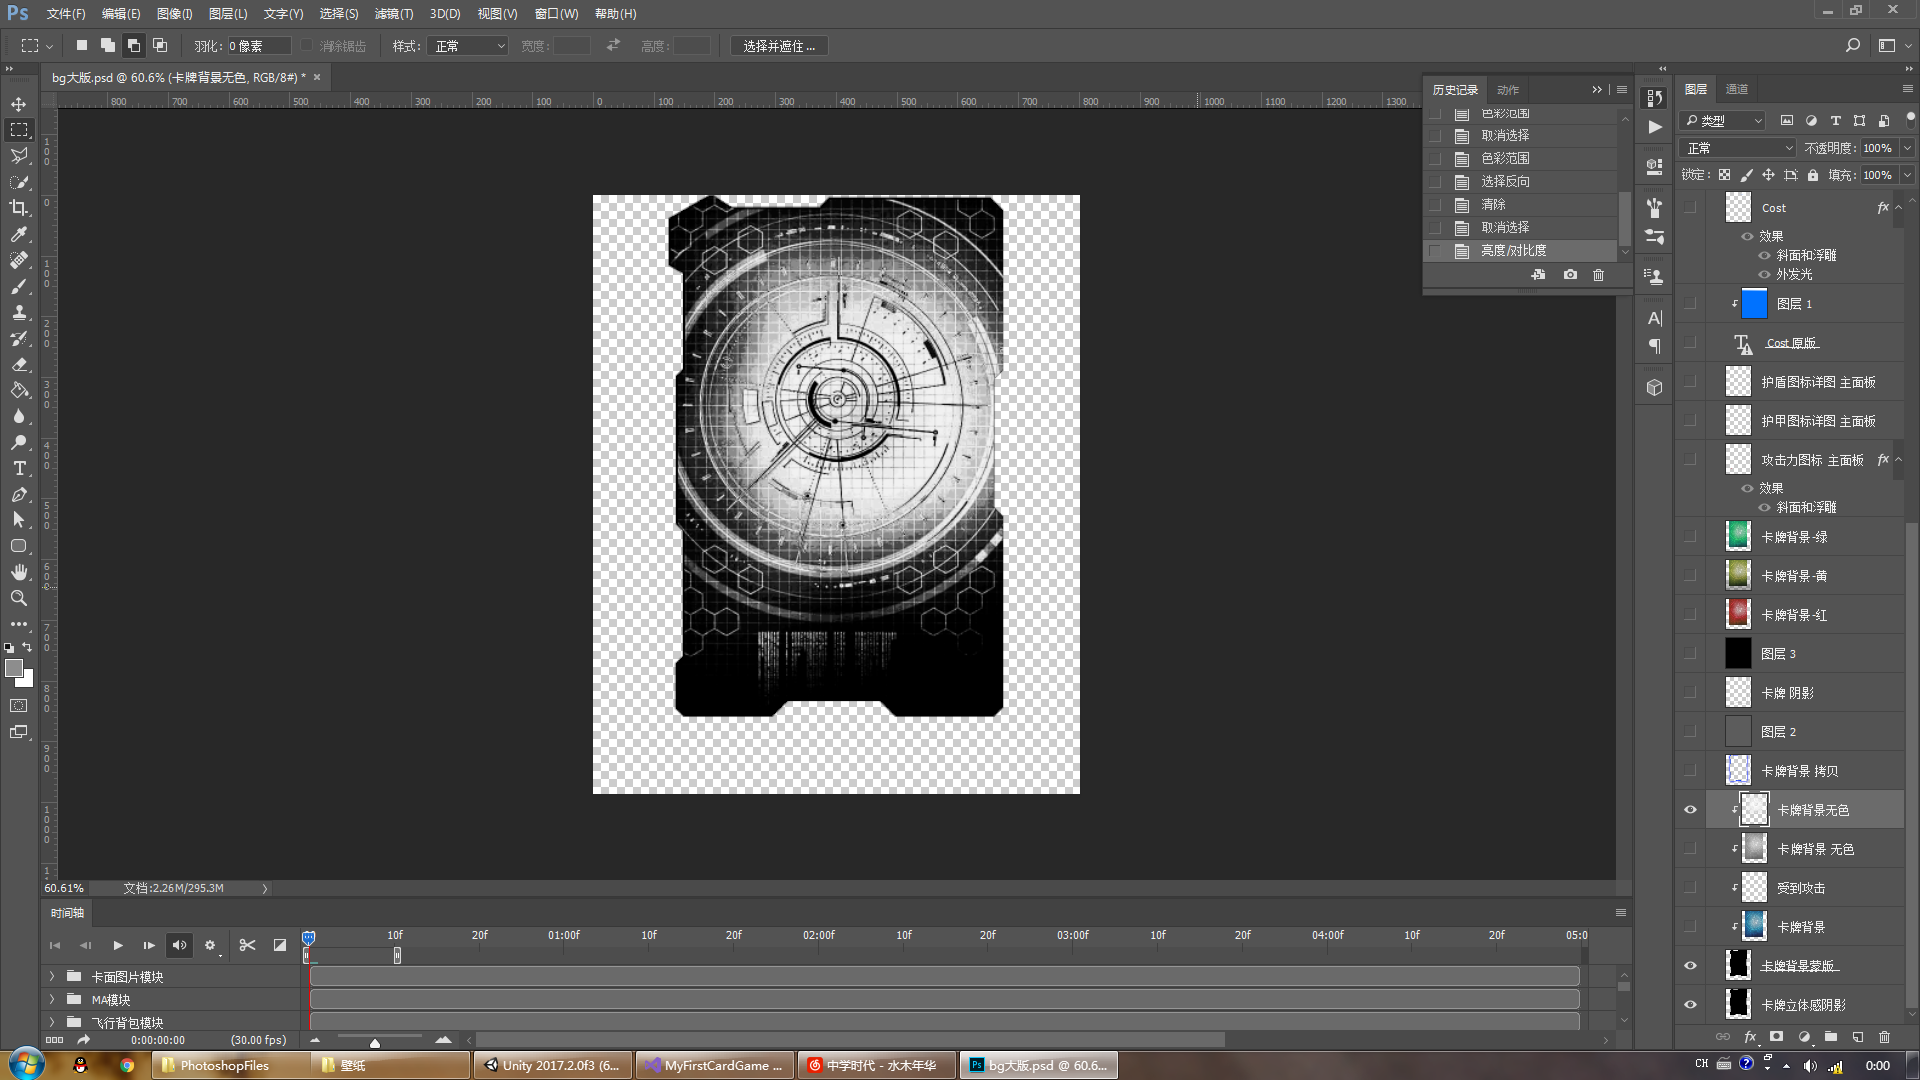 Ps 文件(F) 编辑(E) 图像(I) 图层(L) 文字(Y) 选择(S) 滤镜(T) 3D(D) 视图(V) 窗口(W) 帮助(H)
羽化: 0 像素 消除锯齿 样式: 正常 宽度: 高度: 选择并遮住 ...
bg大版.psd @ 60.6% (卡牌背景无色, RGB/8#) * ×
800 700 600 500 400 300 200 100 0 100 200 300 400 500 600 700 800 900 1000 1100 1200 1300
历史记录 动作
色彩范围
取消选择
色彩范围
选择反向
清除
取消选择
亮度/对比度
图层 通道
类型
正常 不透明度: 100%
锁定: 填充: 100%
Cost fx
效果
斜面和浮雕
外发光
图层 1
Cost 原版
护盾图标详图 主面板
护甲图标详图 主面板
攻击力图标 主面板 fx
效果
斜面和浮雕
卡牌背景-绿
卡牌背景-黄
卡牌背景-红
图层 3
卡牌 阴影
图层 2
卡牌背景 拷贝
卡牌背景无色
卡牌背景 无色
受到攻击
卡牌背景
卡牌背景蒙版
卡牌立体感阴影
60.61% 文档:2.26M/295.3M
时间轴
10f 20f 01:00f 10f 20f 02:00f 10f 20f 03:00f 10f 20f 04:00f 10f 20f 05:0
卡面图片模块
MA模块
飞行背包模块
0:00:00:00 (30.00 fps)
PhotoshopFiles 壁纸 Unity 2017.2.0f3 (6... MyFirstCardGame ... 中学时代 - 水木年华 Ps bg大版.psd @ 60.6... CH 0:00